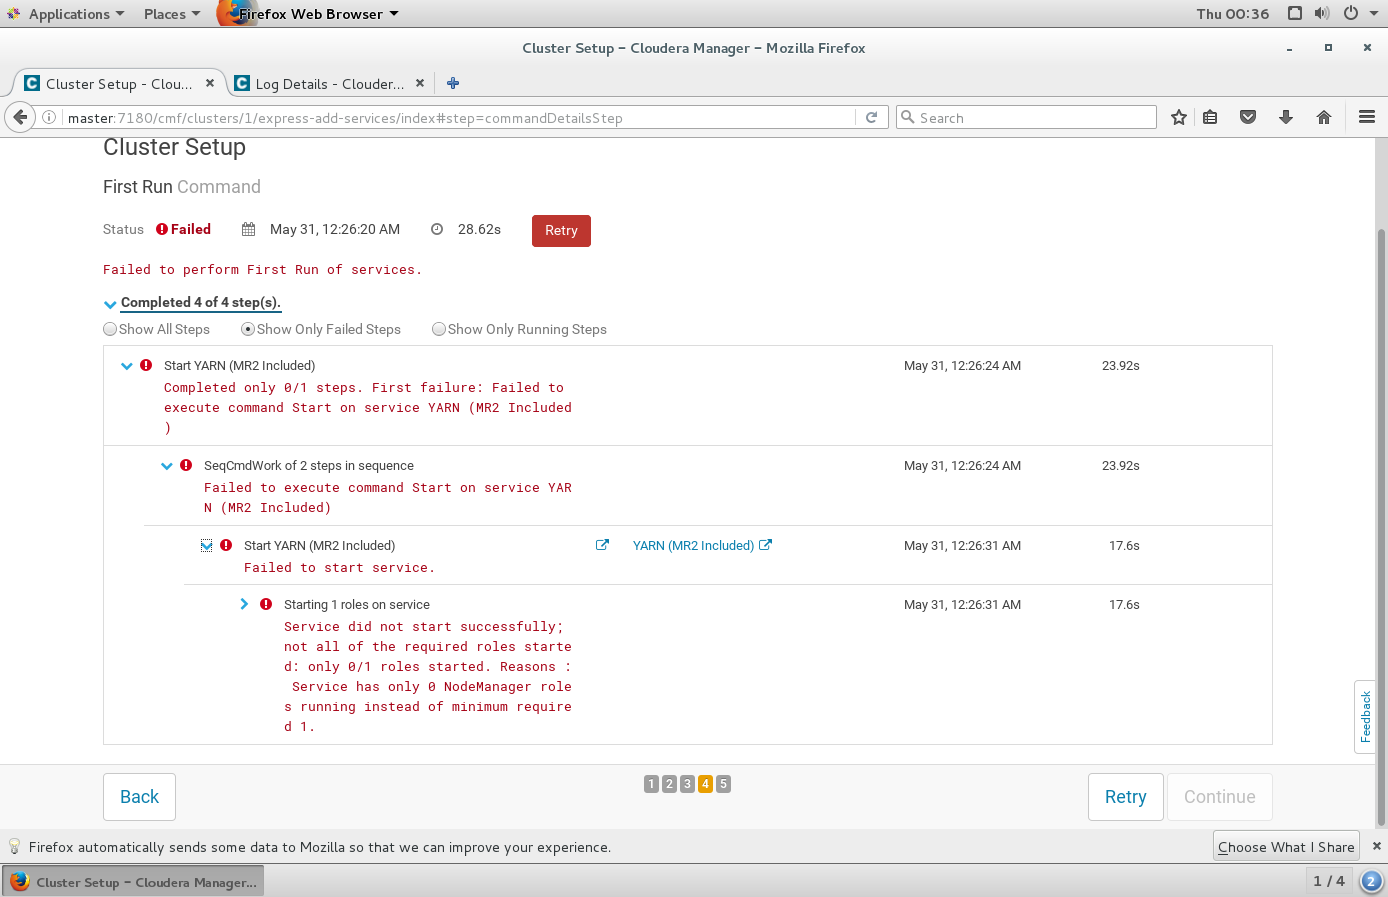 Applications Places Firefox Web Browser Thu 00:36
Cluster Setup - Cloudera Manager - Mozilla Firefox
Cluster Setup - Clou... Log Details - Clouder...
master:7180/cmf/clusters/1/express-add-services/index#step=commandDetailsStep Search
Cluster Setup
First Run Command
Status Failed May 31, 12:26:20 AM 28.62s Retry
Failed to perform First Run of services.
Completed 4 of 4 step(s).
Show All Steps Show Only Failed Steps Show Only Running Steps
Start YARN (MR2 Included) May 31, 12:26:24 AM 23.92s
Completed only 0/1 steps. First failure: Failed to
execute command Start on service YARN (MR2 Included
)
SeqCmdWork of 2 steps in sequence May 31, 12:26:24 AM 23.92s
Failed to execute command Start on service YAR
N (MR2 Included)
Start YARN (MR2 Included) YARN (MR2 Included) May 31, 12:26:31 AM 17.6s
Failed to start service.
Starting 1 roles on service May 31, 12:26:31 AM 17.6s
Service did not start successfully;
not all of the required roles starte
d: only 0/1 roles started. Reasons :
Service has only 0 NodeManager role
s running instead of minimum require
d 1.
Feedback
Back 1 2 3 4 5 Retry Continue
Firefox automatically sends some data to Mozilla so that we can improve your experience. Choose What I Share
Cluster Setup - Cloudera Manager... 1 / 4 2